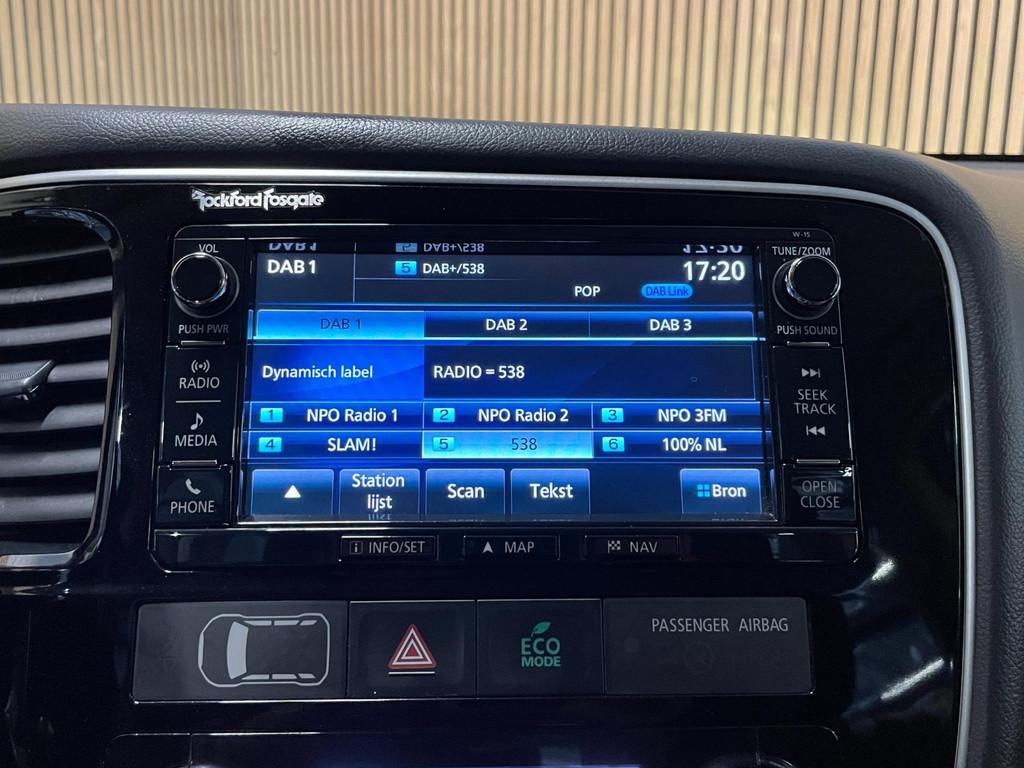 Rockford Fosgate
W-15
VOL
PUSH PWR
RADIO
MEDIA
PHONE
DAB 1
5 DAB+/538
17:20
POP
DAB Link
DAB 1 DAB 2 DAB 3
Dynamisch label RADIO = 538
1 NPO Radio 1 2 NPO Radio 2 3 NPO 3FM
4 SLAM! 5 538 6 100% NL
Station
lijst
Scan
Tekst
Bron
TUNE/ZOOM
PUSH SOUND
SEEK
TRACK
OPEN
CLOSE
i INFO/SET
MAP
NAV
ECO
MODE
PASSENGER AIRBAG